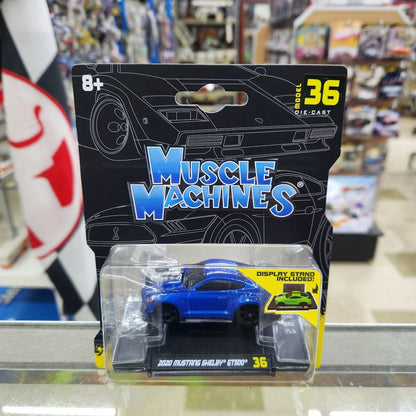 8+
MODEL 36
DIE-CAST
MUSCLE
MACHINES®
DISPLAY STAND
INCLUDED!
2020 MUSTANG SHELBY® GT500® 36